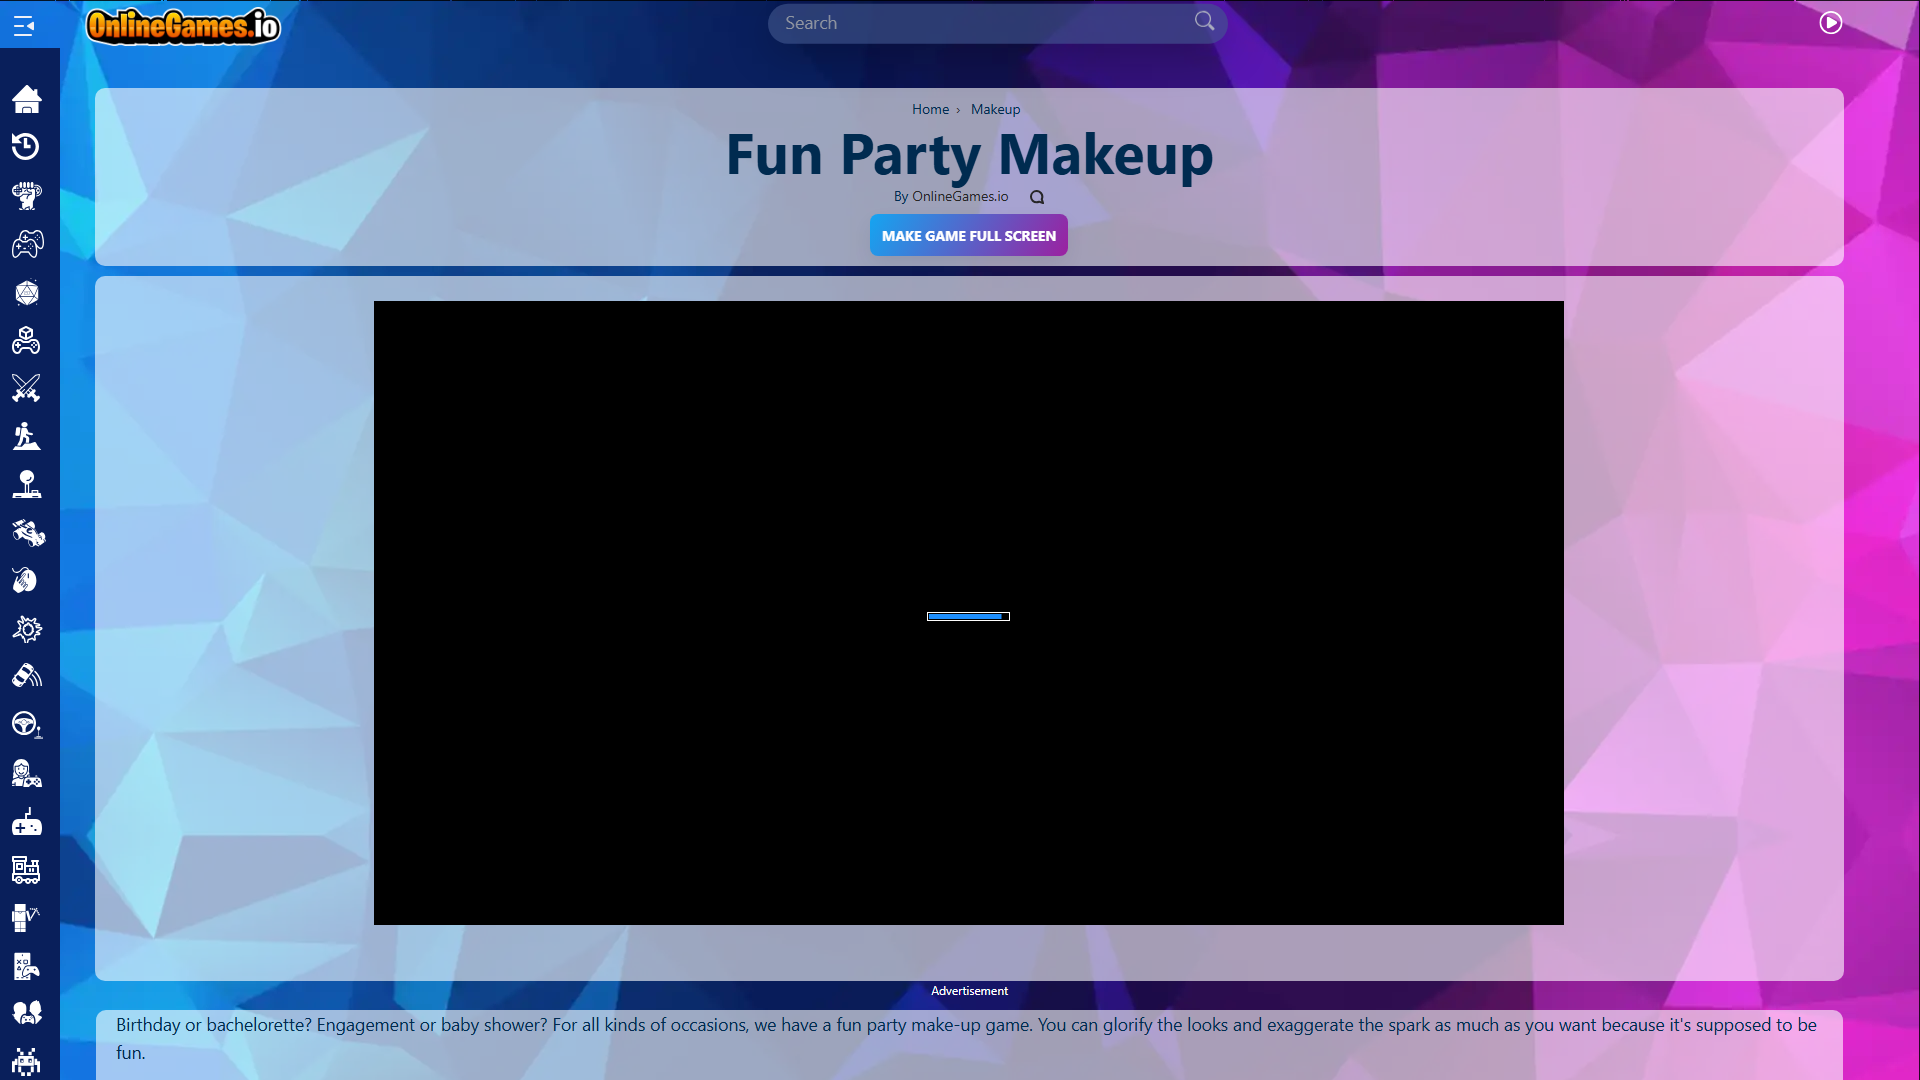 OnlineGames.io
Search
Home › Makeup
Fun Party Makeup
By OnlineGames.io
MAKE GAME FULL SCREEN
Advertisement
Birthday or bachelorette? Engagement or baby shower? For all kinds of occasions, we have a fun party make-up game. You can glorify the looks and exaggerate the spark as much as you want because it's supposed to be
fun.